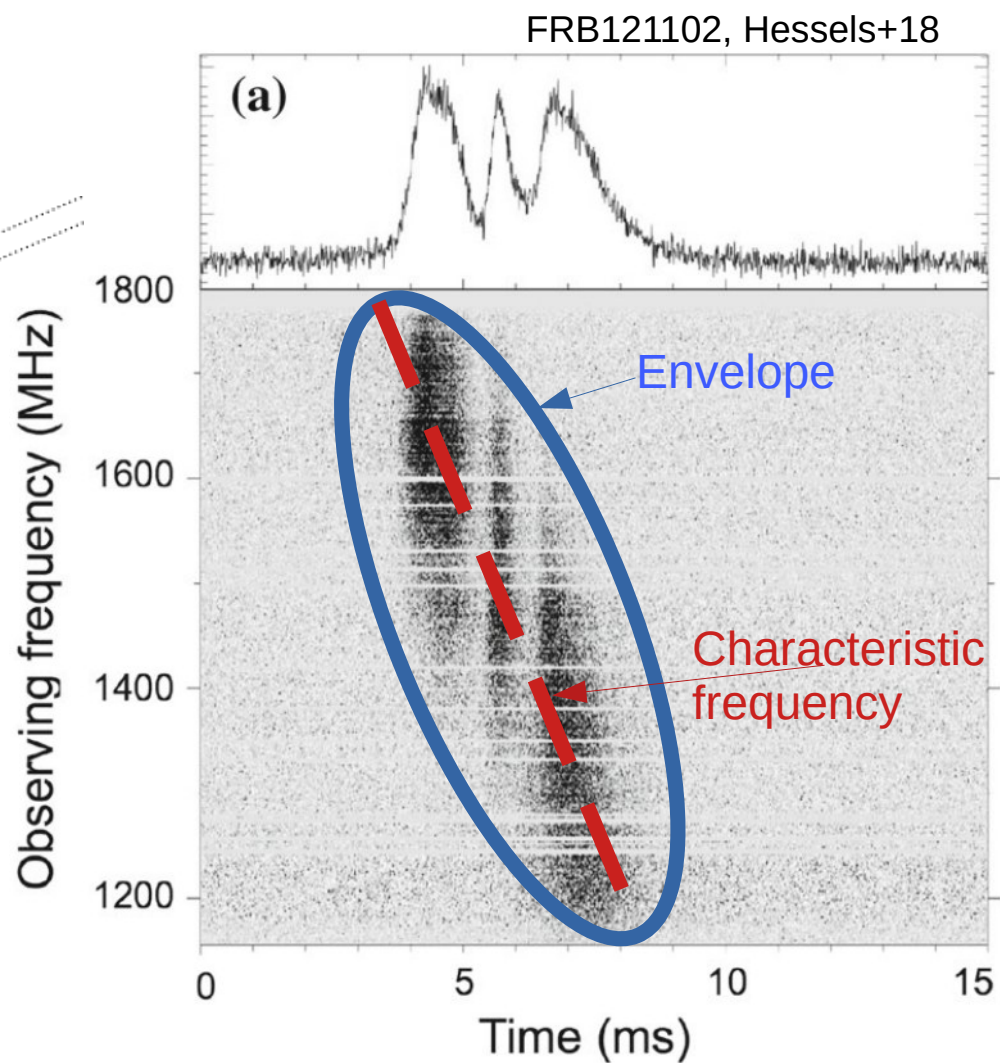 FRB121102, Hessels+18
(a)
1800
Envelope
1600
Characteristic
frequency
1400
1200
Observing frequency (MHz)
0 5 10 15
Time (ms)